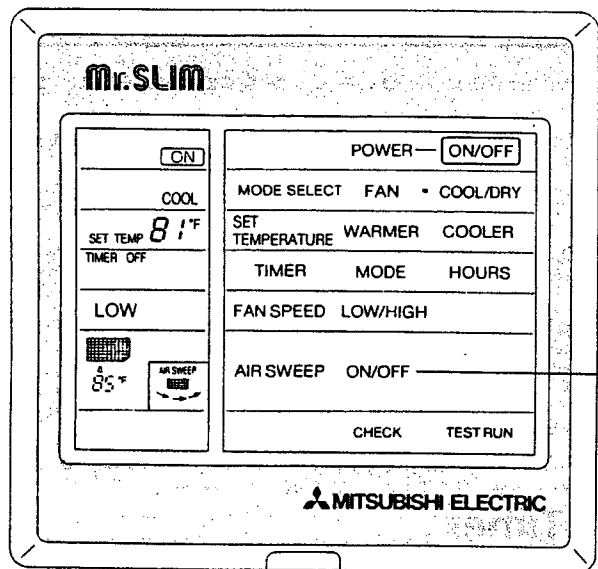 Mr.SLIM
ON
COOL
SET TEMP 81°F
TIMER OFF
LOW
85°F
AIR SWEEP
POWER ON/OFF
MODE SELECT FAN • COOL/DRY
SET TEMPERATURE WARMER COOLER
TIMER MODE HOURS
FAN SPEED LOW/HIGH
AIR SWEEP ON/OFF
CHECK TEST RUN
MITSUBISHI ELECTRIC